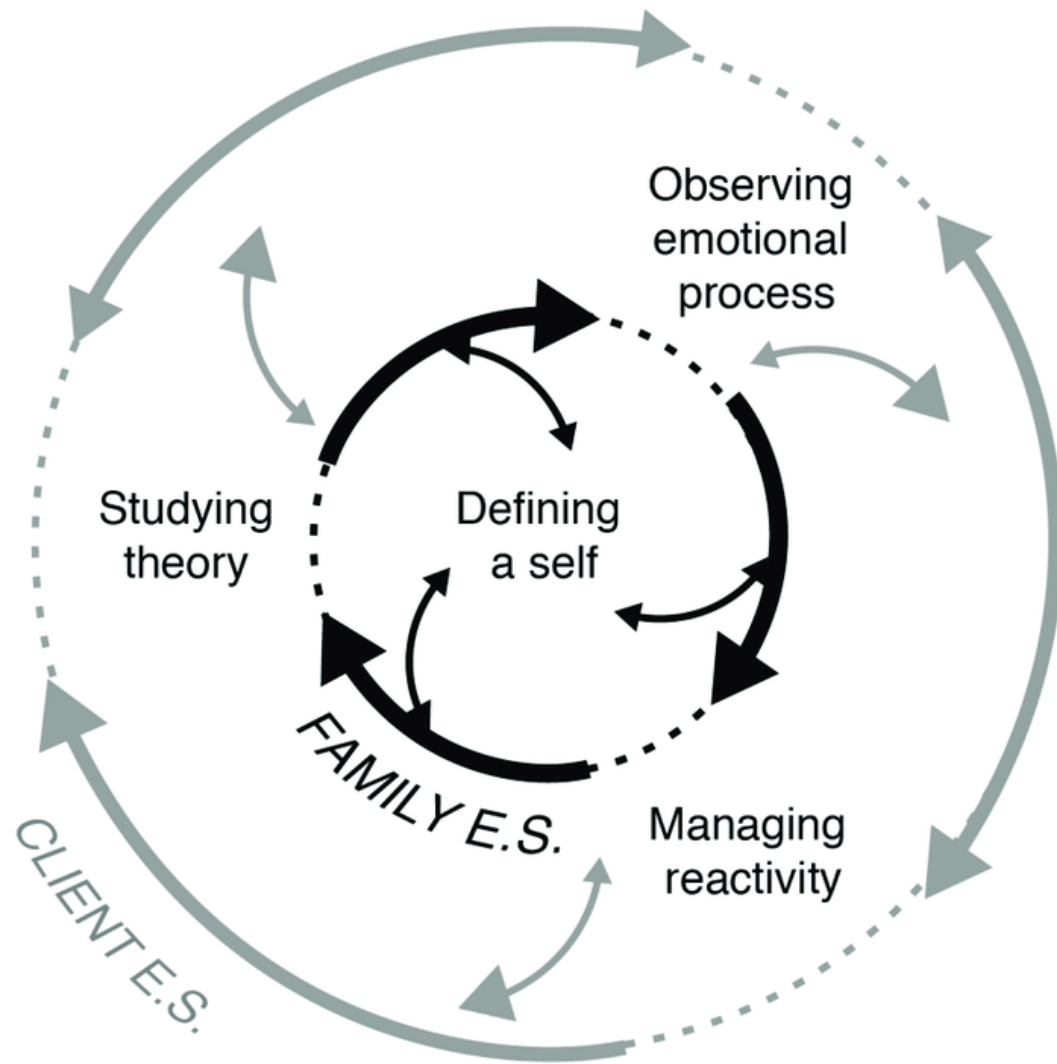 Observing
emotional
process
Studying
theory
Defining
a self
FAMILY E.S.
Managing
reactivity
CLIENT E.S.